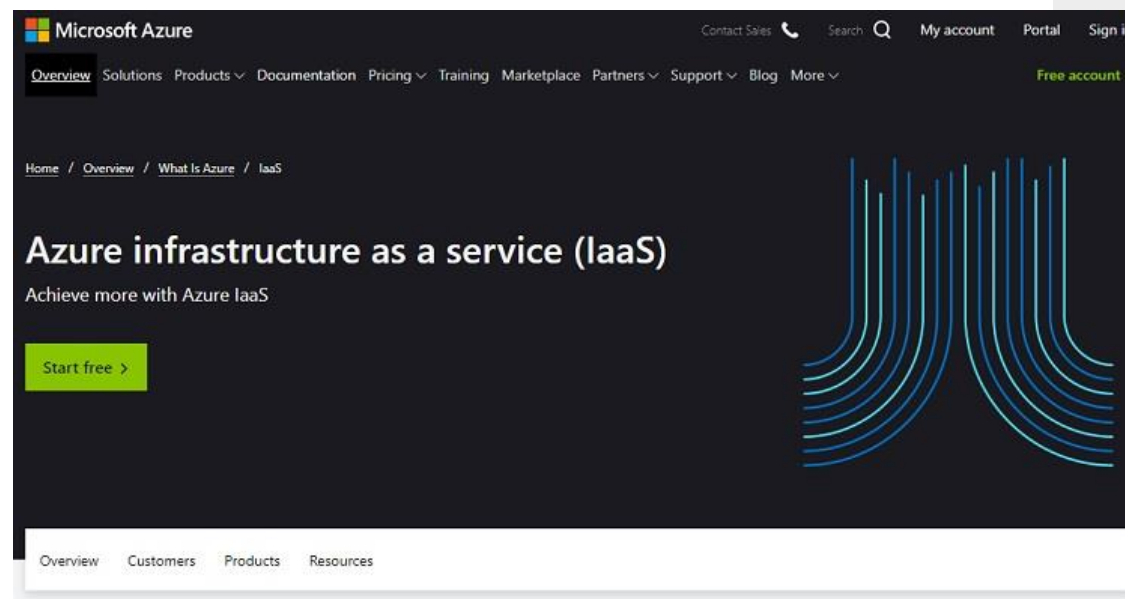 Microsoft Azure Contact Sales Search My account Portal Sign i
Overview Solutions Products Documentation Pricing Training Marketplace Partners Support Blog More Free account
Home / Overview / What Is Azure / IaaS
Azure infrastructure as a service (IaaS)
Achieve more with Azure IaaS
Start free >
Overview Customers Products Resources